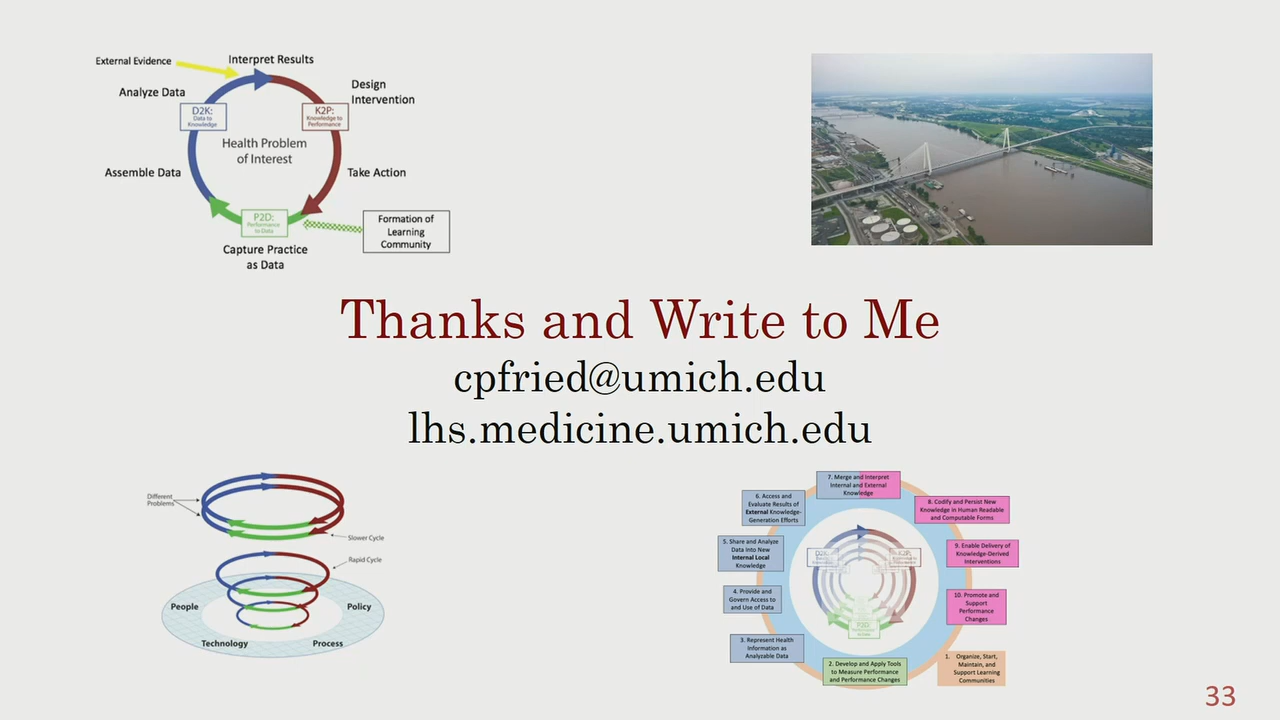 External Evidence
Interpret Results
Analyze Data
Design
Intervention
D2K:
Data to
Knowledge
K2P:
Knowledge to
Performance
Health Problem
of Interest
Assemble Data
Take Action
P2D:
Performance
to Data
Formation of
Learning
Community
Capture Practice
as Data
Thanks and Write to Me
cpfried@umich.edu
lhs.medicine.umich.edu
Different
Problems
Slower Cycle
Rapid Cycle
People
Policy
Technology
Process
7. Merge and Interpret
Internal and External
Knowledge
6. Access and
Evaluate Results of
External Knowledge-
Generation Efforts
8. Codify and Persist New
Knowledge in Human Readable
and Computable Forms
5. Share and Analyze
Data Into New
Internal Local
Knowledge
9. Enable Delivery of
Knowledge-Derived
Interventions
D2K:
K2P:
4. Provide and
Govern Access to
and Use of Data
10. Promote and
Support
Performance
Changes
P2D:
3. Represent Health
Information as
Analyzable Data
2. Develop and Apply Tools
to Measure Performance
and Performance Changes
1. Organize, Start,
Maintain, and
Support Learning
Communities
33